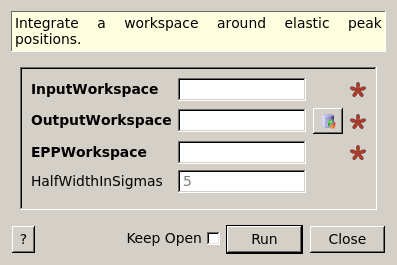 Integrate a workspace around elastic peak
positions.
InputWorkspace
OutputWorkspace
EPPWorkspace
HalfWidthInSigmas 5
? Keep Open Run Close